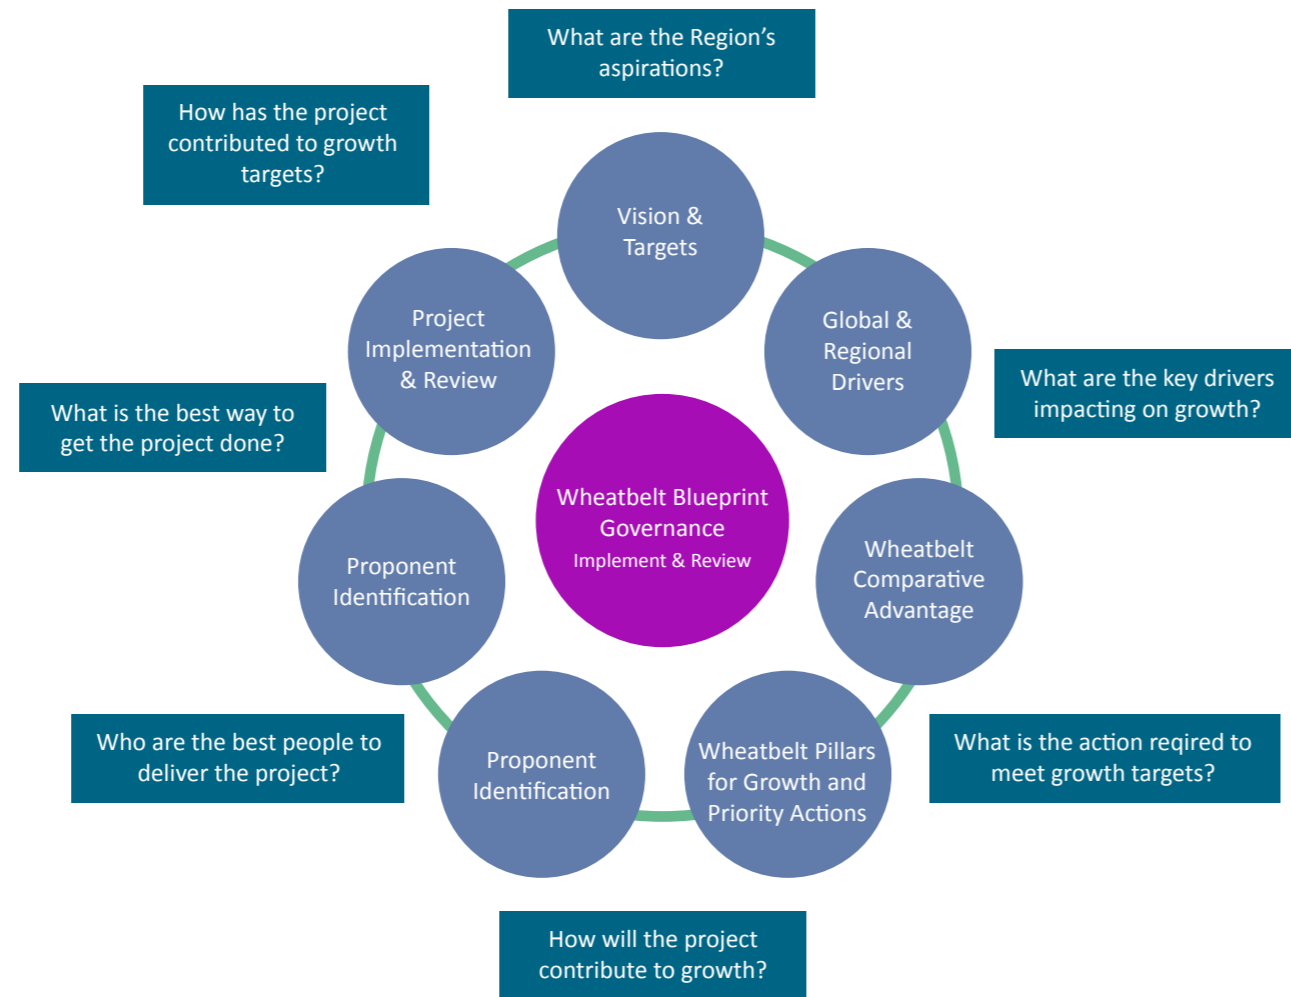 What are the Region’s
aspirations?
How has the project
contributed to growth
targets?
Vision &
Targets
Project
Implementation
& Review
Global &
Regional
Drivers
What are the key drivers
impacting on growth?
What is the best way to
get the project done?
Wheatbelt Blueprint
Governance
Implement & Review
Proponent
Identification
Wheatbelt
Comparative
Advantage
Who are the best people to
deliver the project?
Proponent
Identification
Wheatbelt Pillars
for Growth and
Priority Actions
What is the action reqired to
meet growth targets?
How will the project
contribute to growth?